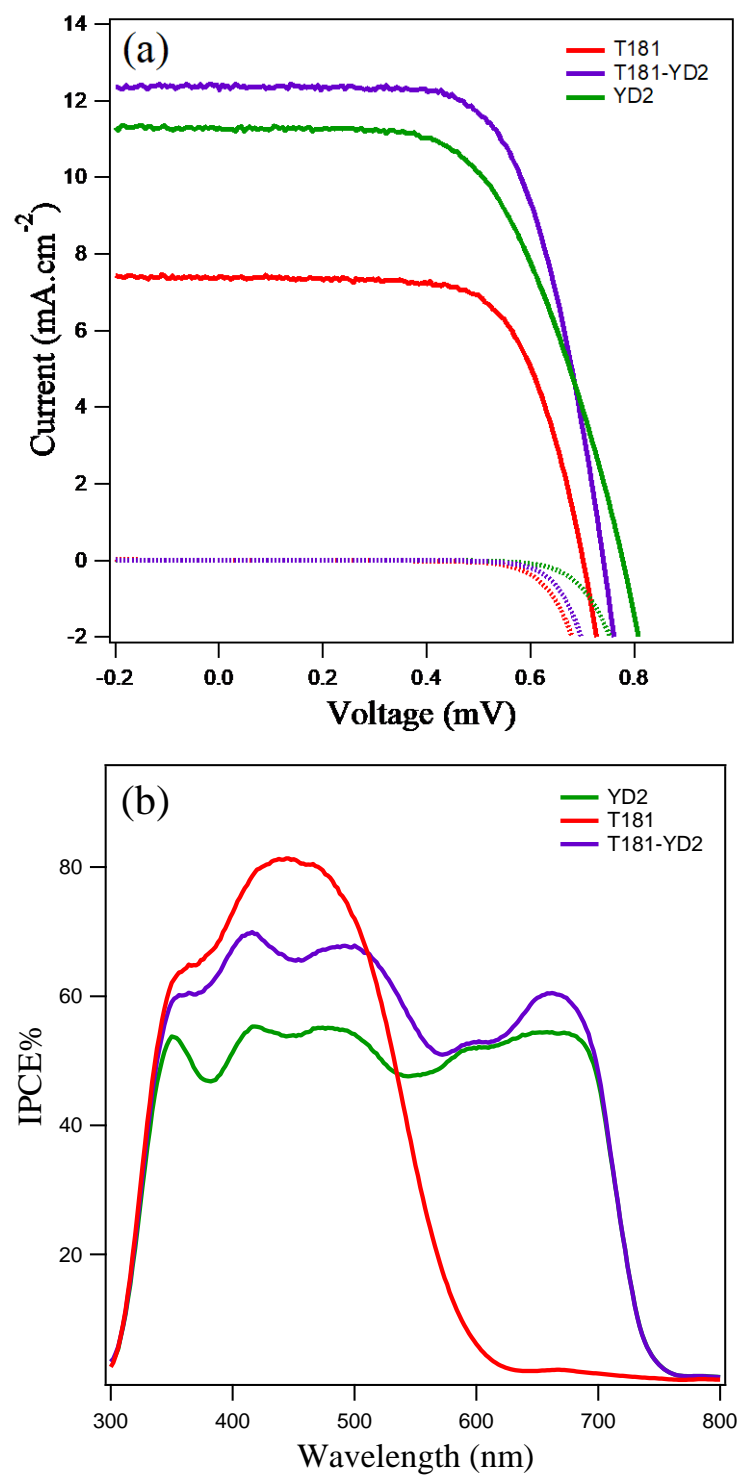 (a)
T181
T181-YD2
YD2
14
12
10
8
6
4
2
0
-2
Current (mA.cm-2)
-0.2 0.0 0.2 0.4 0.6 0.8
Voltage (mV)
(b)
YD2
T181
T181-YD2
80
60
40
20
IPCE%
300 400 500 600 700 800
Wavelength (nm)